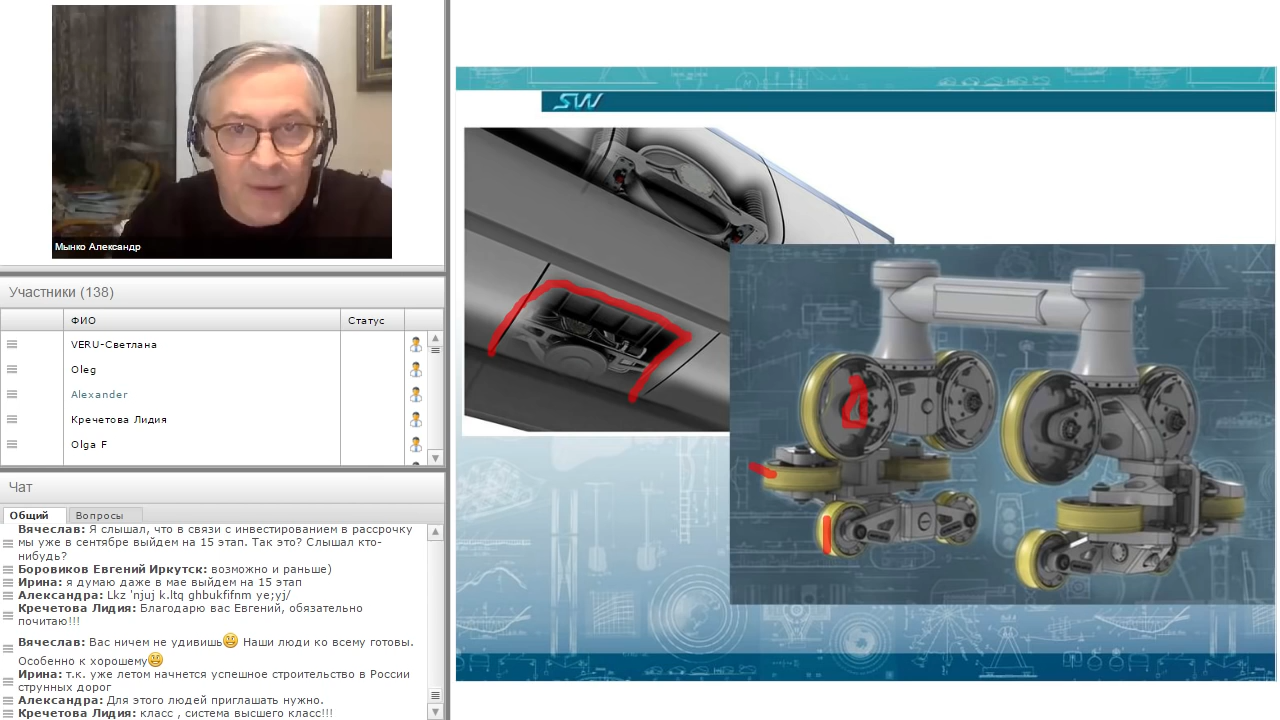 Мынко Александр
SW
Участники (138)
ФИО
Статус
VERU-Светлана
Oleg
Alexander
Кречетова Лидия
Olga F
Чат
Общий
Вопросы
Вячеслав: Я слышал, что в связи с инвестированием в рассрочку
мы уже в сентябре выйдем на 15 этап. Так это? Слышал кто-
нибудь?
Боровиков Евгений Иркутск: возможно и раньше)
Ирина: я думаю даже в мае выйдем на 15 этап
Александра: Lkz 'njuj k.ltq ghbukfifnm ye;yj/
Кречетова Лидия: Благодарю вас Евгений, обязательно
почитаю!!!
Вячеслав: Вас ничем не удивишь Наши люди ко всему готовы.
Особенно к хорошему
Ирина: т.к. уже летом начнется успешное строительство в России
струнных дорог
Александра: Для этого людей приглашать нужно.
Кречетова Лидия: класс , система высшего класс!!!